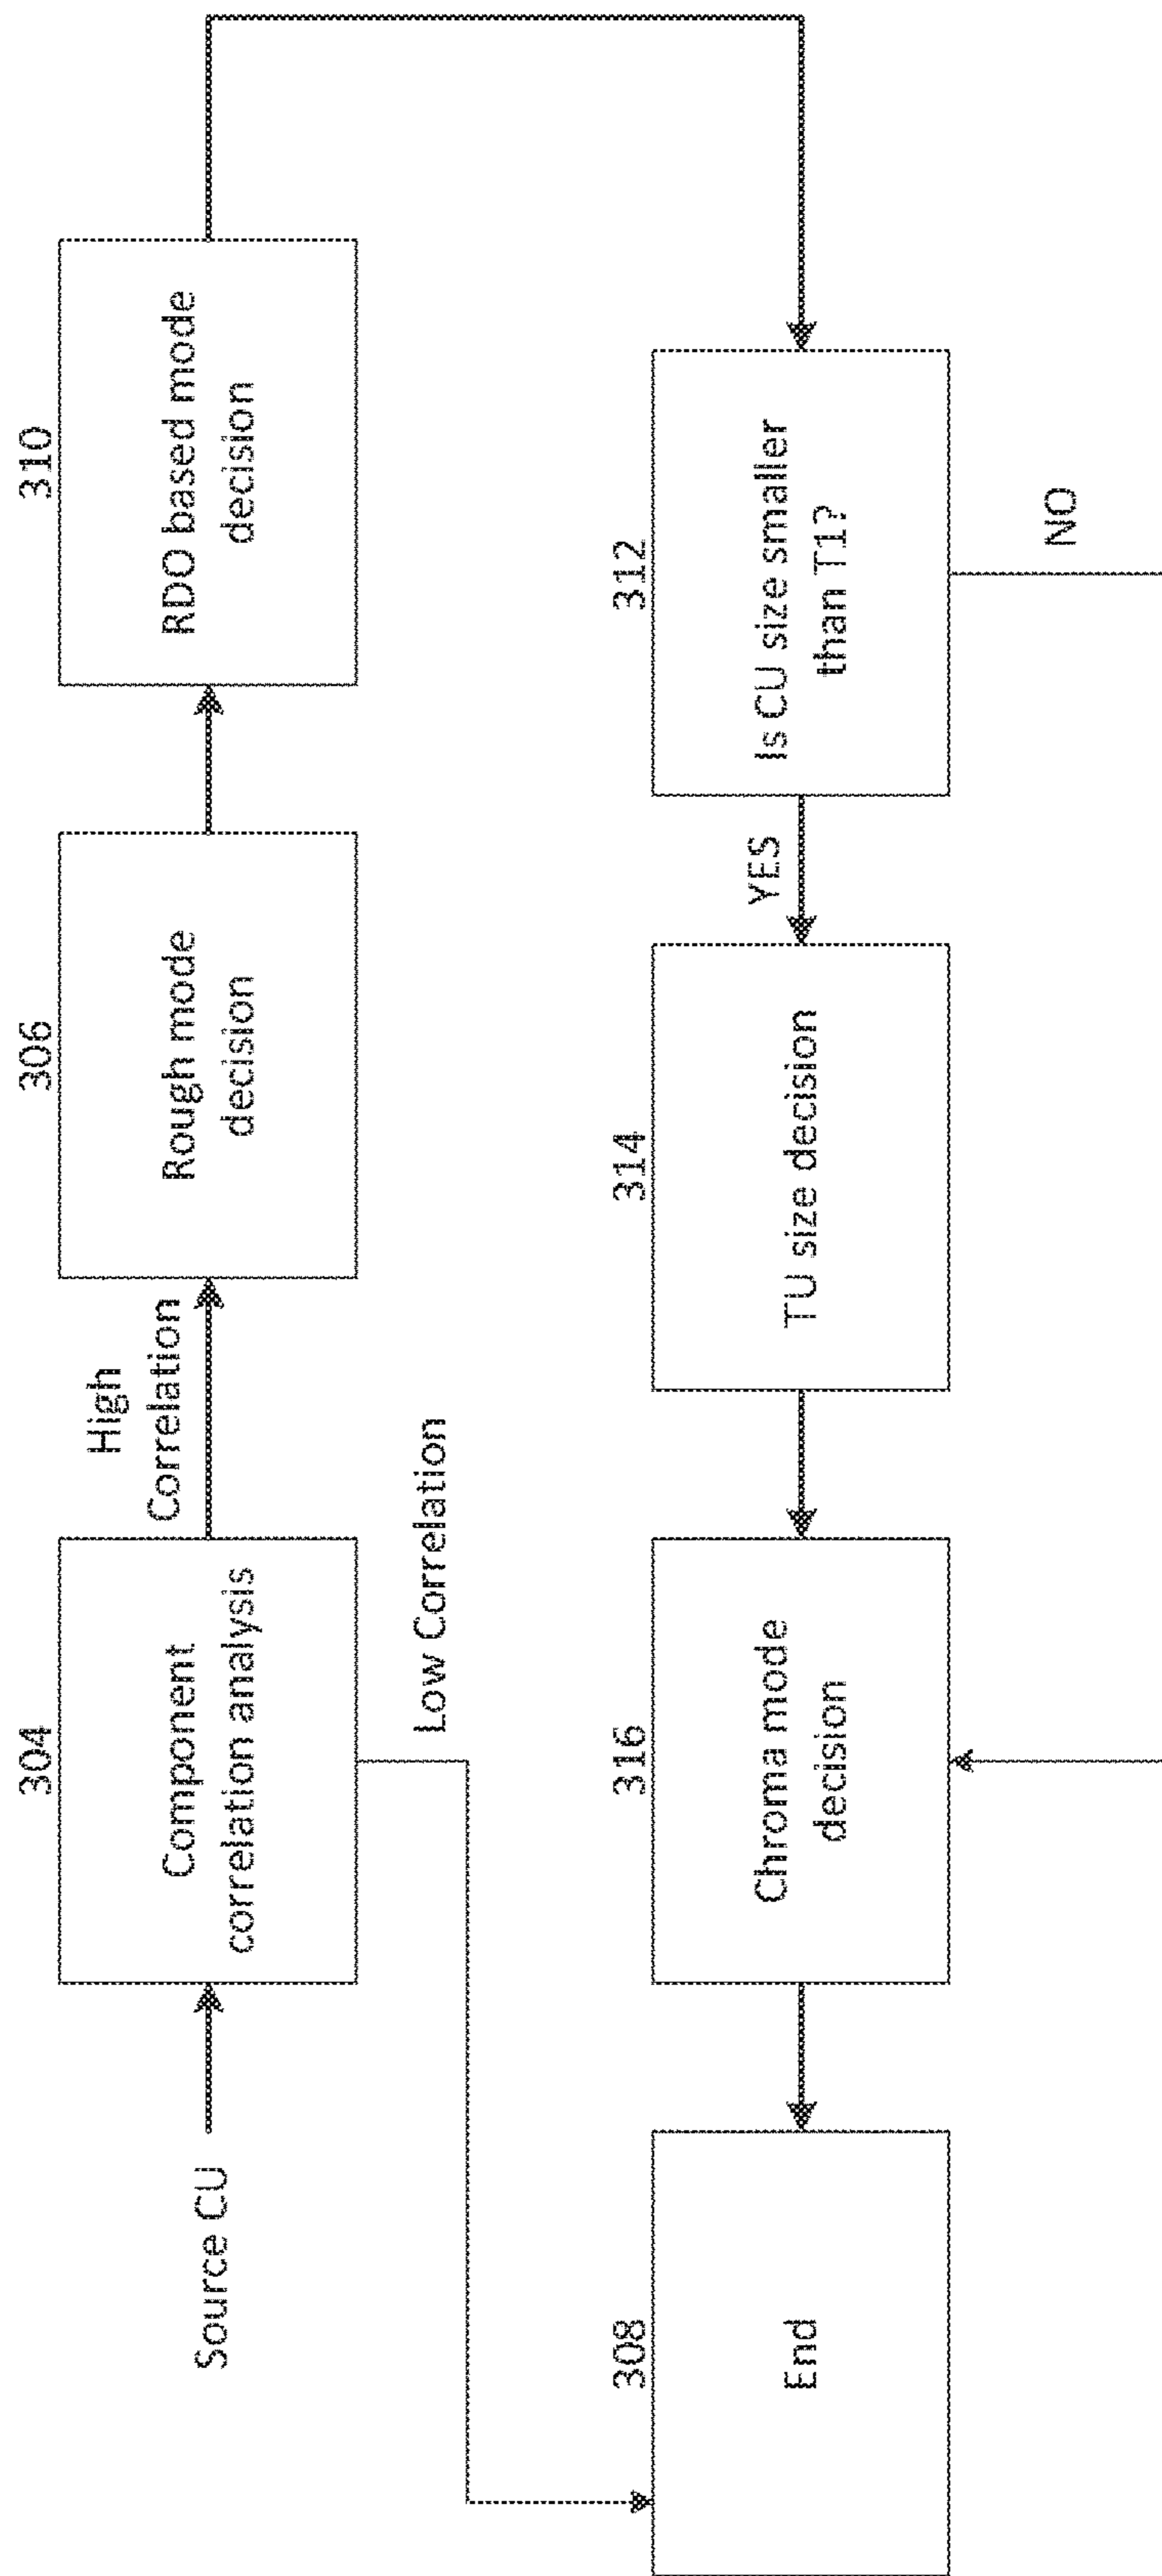 Source CU
304
Component
correlation analysis
High
Correlation
Low Correlation
306
Rough mode
decision
310
RDO based mode
decision
312
Is CU size smaller
than T1?
YES
NO
314
TU size decision
316
Chroma mode
decision
308
End